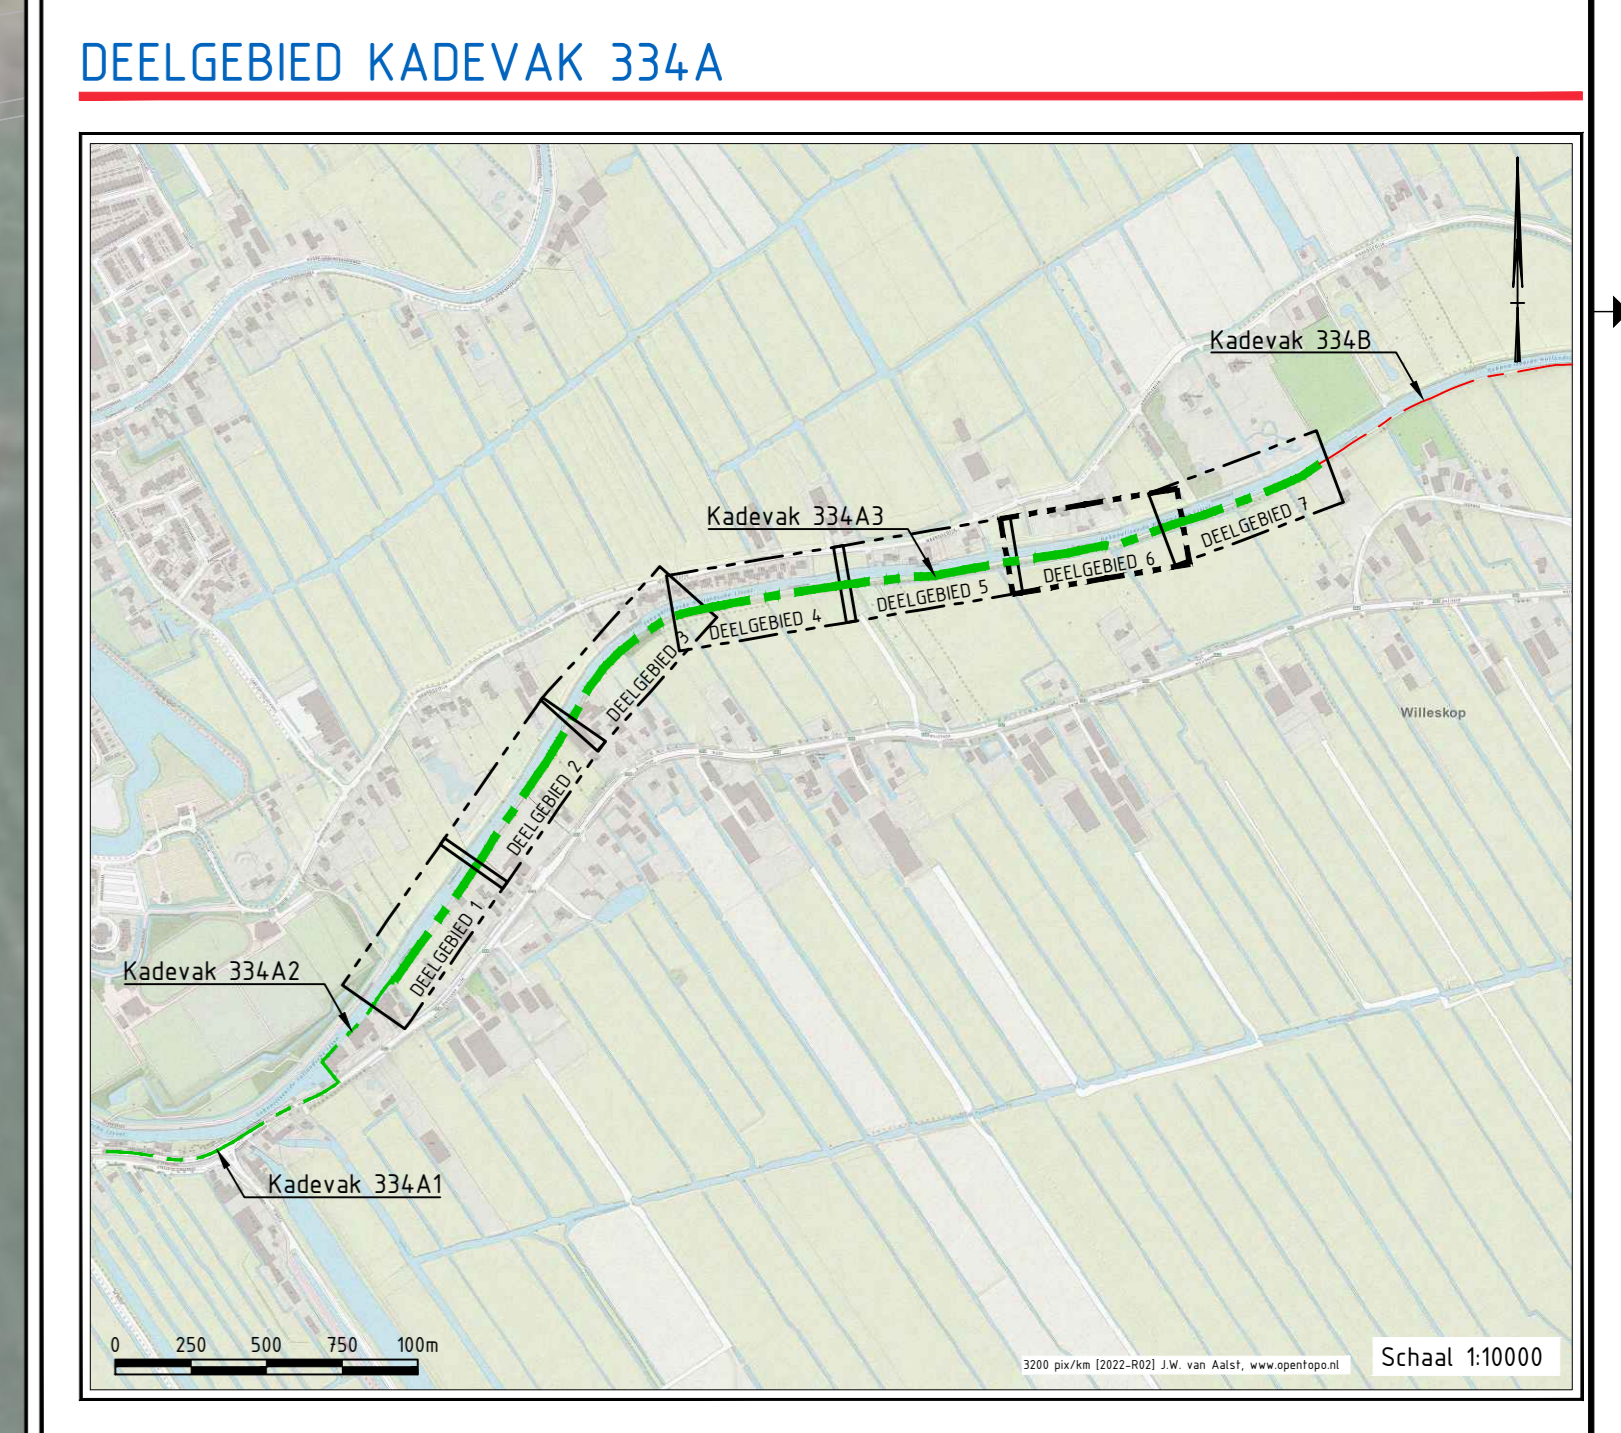 DEELGEBIED KADEVAK 334A
Kadevak 334B
Kadevak 334A3
DEELGEBIED 7
DEELGEBIED 6
DEELGEBIED 5
DEELGEBIED 4
DEELGEBIED 3
Willeskop
DEELGEBIED 2
DEELGEBIED 1
Kadevak 334A2
Kadevak 334A1
0 250 500 750 100m
3200 pix/km [2022-R02] J.W. van Aalst, www.opentopo.nl
Schaal 1:10000